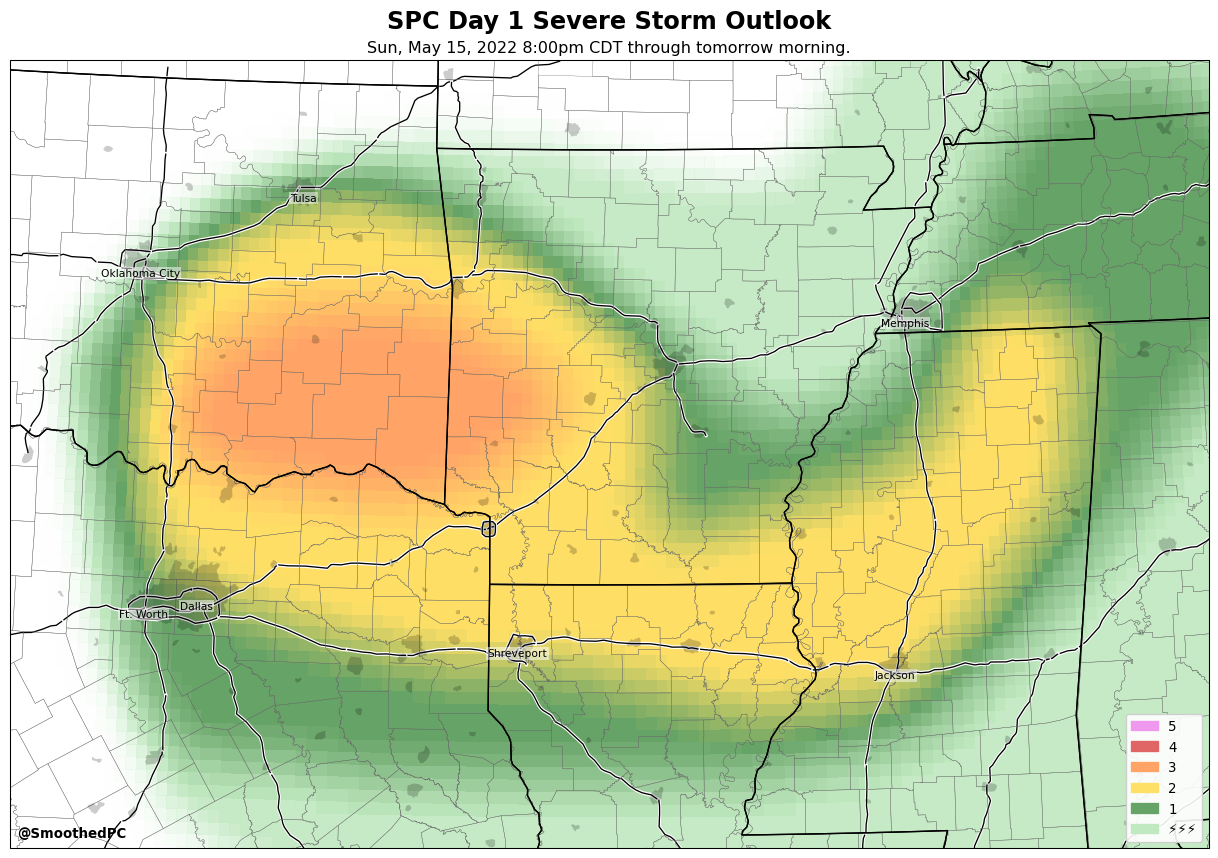 SPC Day 1 Severe Storm Outlook
Sun, May 15, 2022 8:00pm CDT through tomorrow morning.
Tulsa
Oklahoma City
Memphis
Dallas
Ft. Worth
Shreveport
Jackson
5
4
3
2
1
⚡⚡⚡
@SmoothedPC